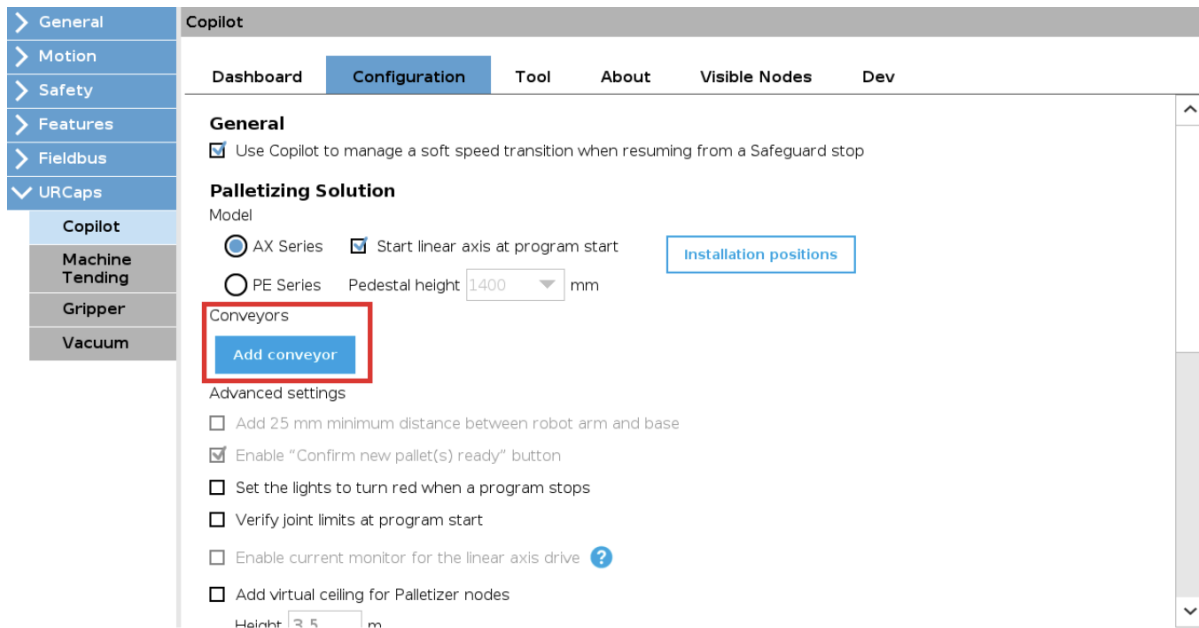 General
Motion
Safety
Features
Fieldbus
URCaps
Copilot
Machine
Tending
Gripper
Vacuum
Copilot
Dashboard Configuration Tool About Visible Nodes Dev
General
Use Copilot to manage a soft speed transition when resuming from a Safeguard stop
Palletizing Solution
Model
AX Series Start linear axis at program start Installation positions
PE Series Pedestal height 1400 mm
Conveyors
Add conveyor
Advanced settings
Add 25 mm minimum distance between robot arm and base
Enable “Confirm new pallet(s) ready” button
Set the lights to turn red when a program stops
Verify joint limits at program start
Enable current monitor for the linear axis drive ?
Add virtual ceiling for Palletizer nodes
Height 3.5 m